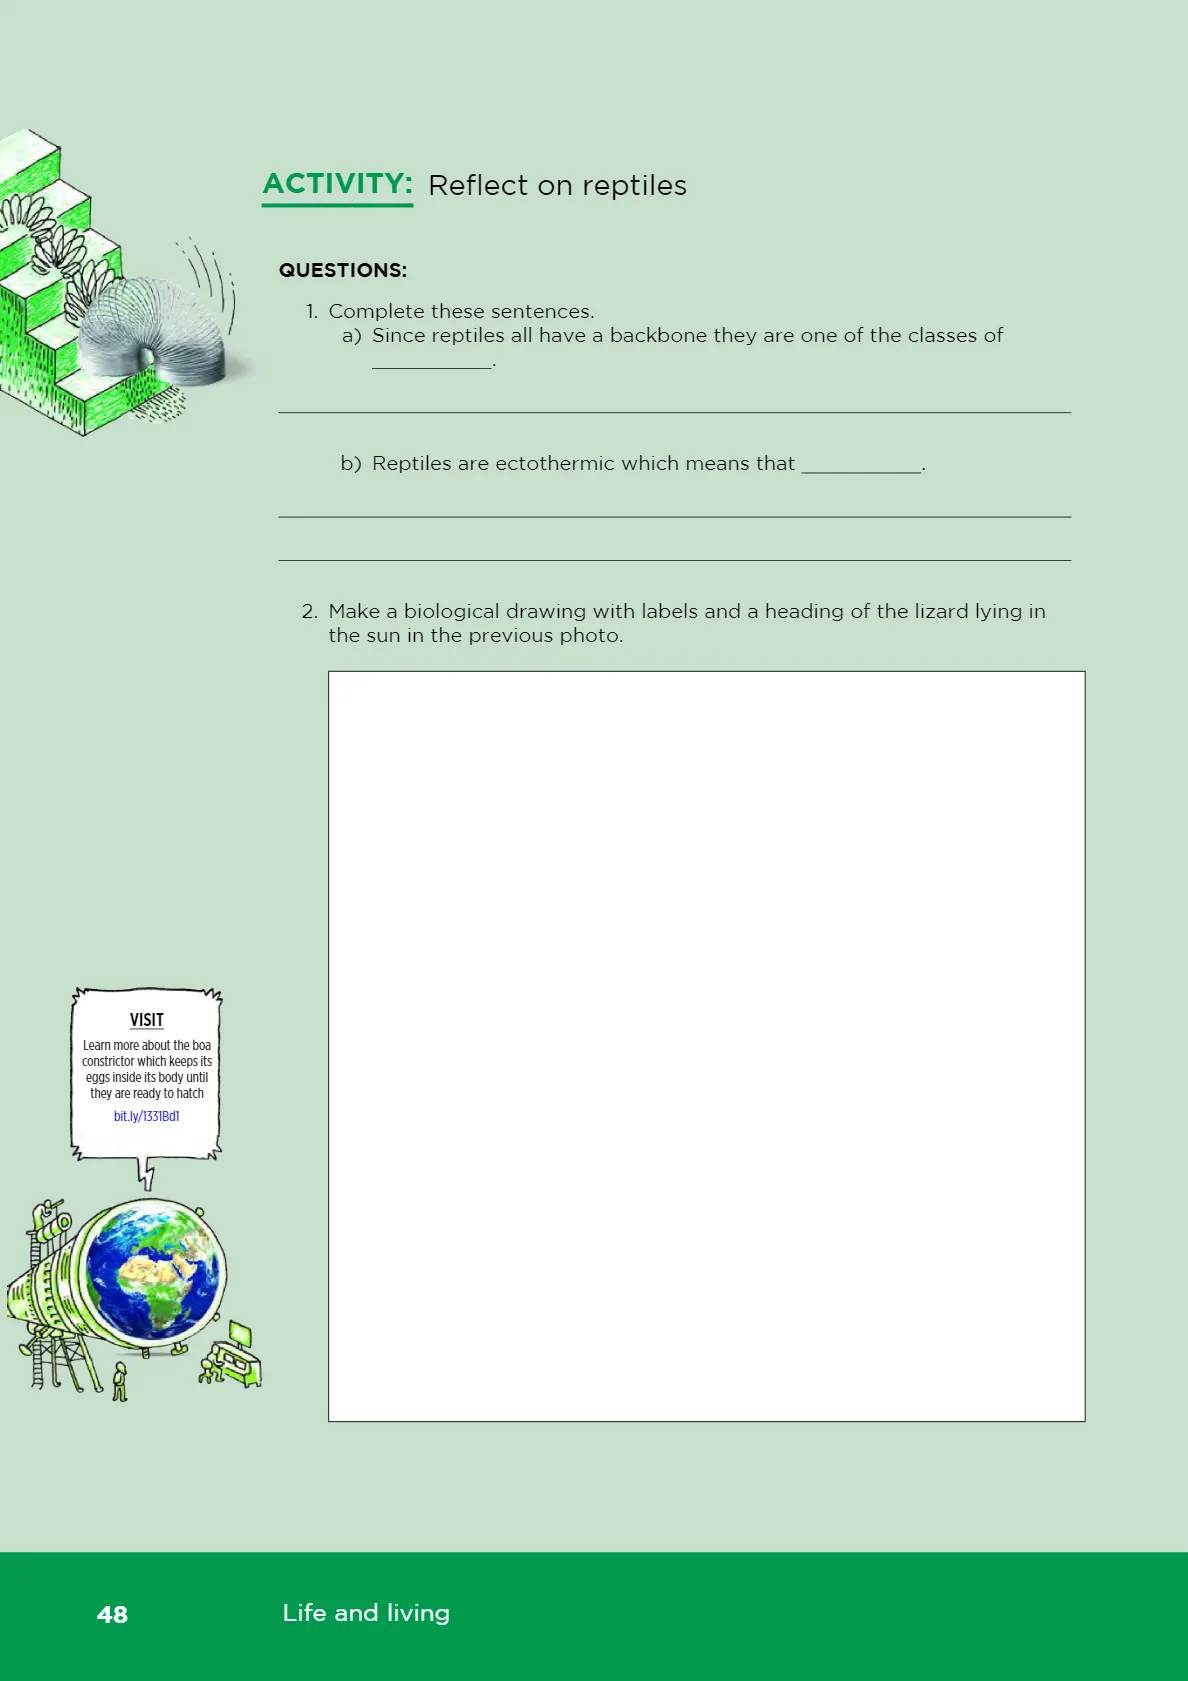 ACTIVITY: Reflect on reptiles
QUESTIONS:
1. Complete these sentences.
a) Since reptiles all have a backbone they are one of the classes of
___________.
b) Reptiles are ectothermic which means that ___________.
2. Make a biological drawing with labels and a heading of the lizard lying in
the sun in the previous photo.
VISIT
Learn more about the boa
constrictor which keeps its
eggs inside its body until
they are ready to hatch
bit.ly/1331Bd1
48 Life and living